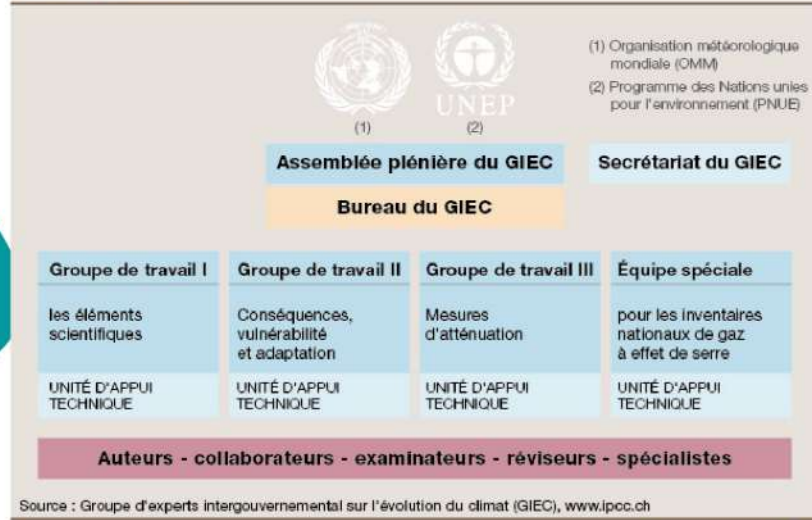 UNEP
(1)
(2)
(1) Organisation météorologique
mondiale (OMM)
(2) Programme des Nations unies
pour l'environnement (PNUE)
Assemblée plénière du GIEC
Secrétariat du GIEC
Bureau du GIEC
Groupe de travail I
les éléments
scientifiques
UNITÉ D'APPUI
TECHNIQUE
Groupe de travail II
Conséquences,
vulnérabilité
et adaptation
UNITÉ D'APPUI
TECHNIQUE
Groupe de travail III
Mesures
d'atténuation
UNITÉ D'APPUI
TECHNIQUE
Équipe spéciale
pour les inventaires
nationaux de gaz
à effet de serre
UNITÉ D'APPUI
TECHNIQUE
Auteurs - collaborateurs - examinateurs - réviseurs - spécialistes
Source : Groupe d'experts intergouvernemental sur l'évolution du climat (GIEC), www.ipcc.ch